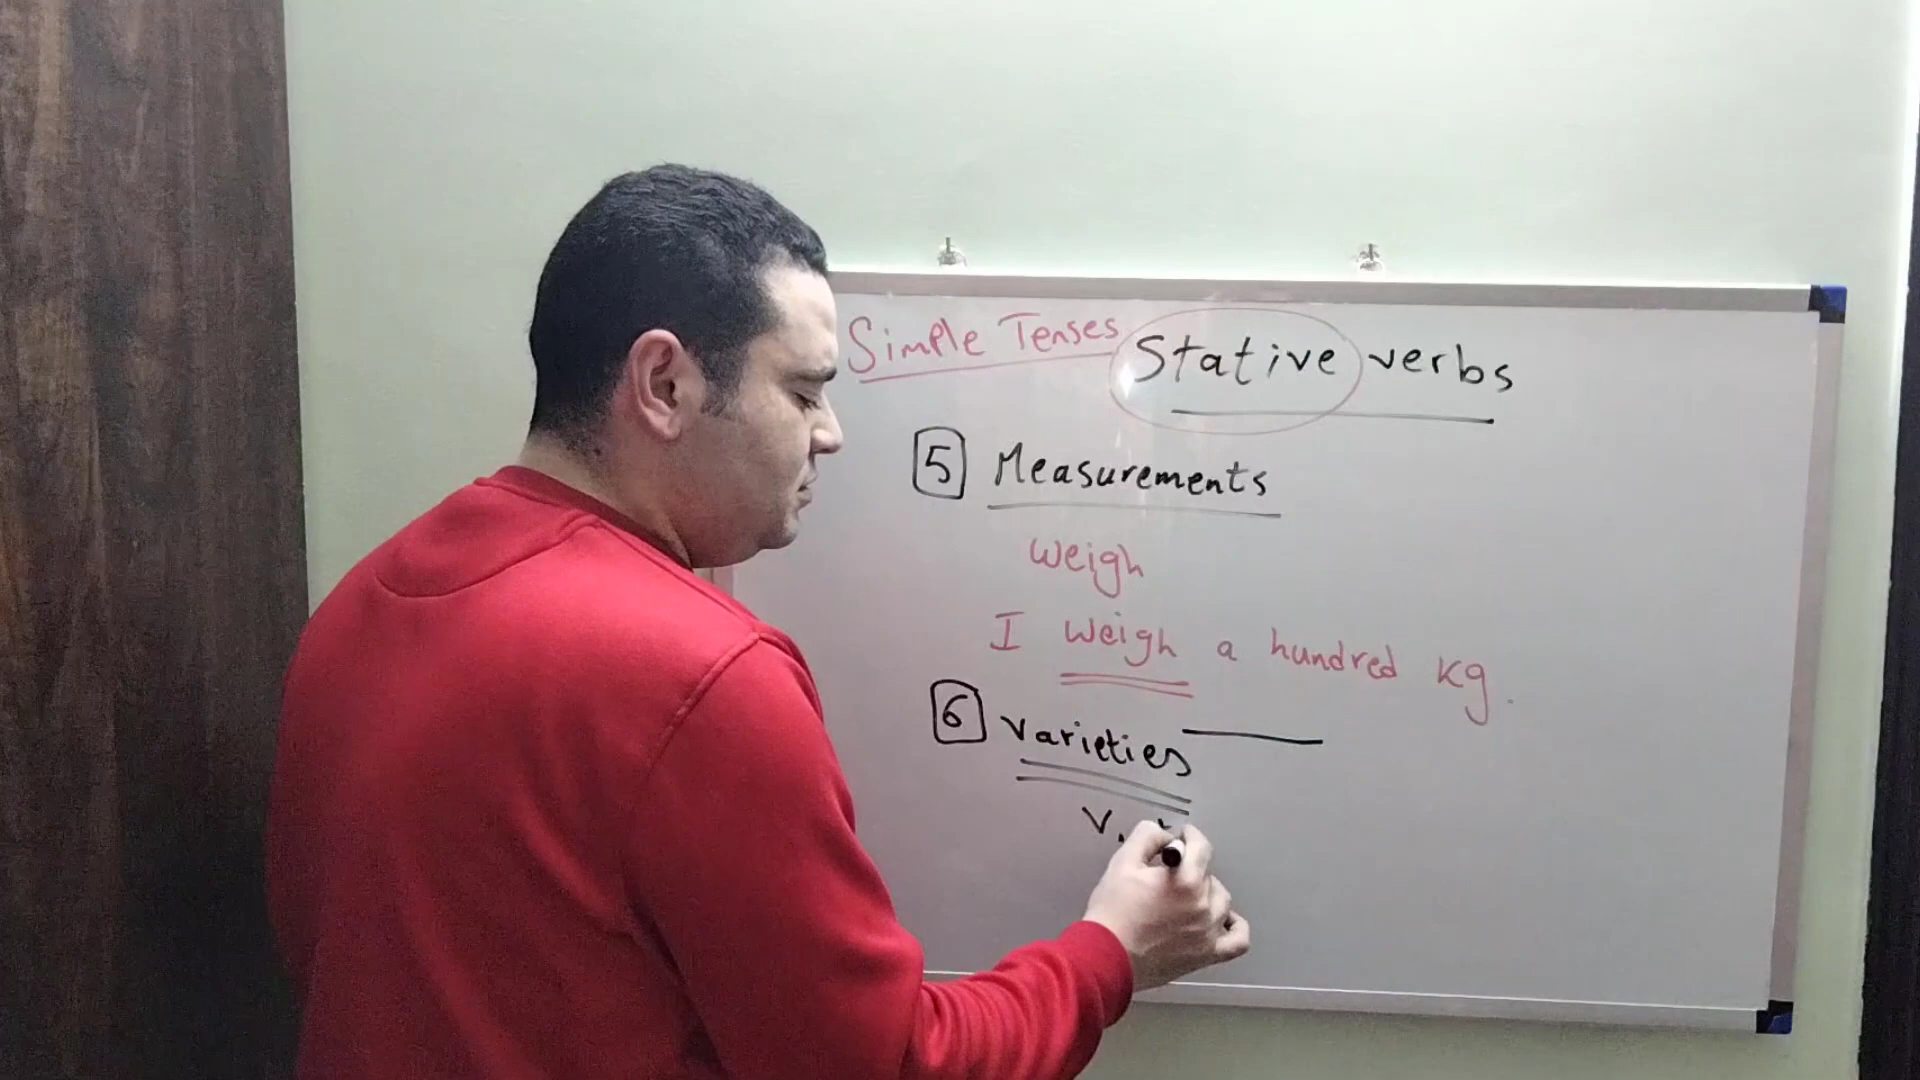 Simple Tenses Stative verbs
5 Measurements
Weigh
I weigh a hundred kg.
6 Varieties